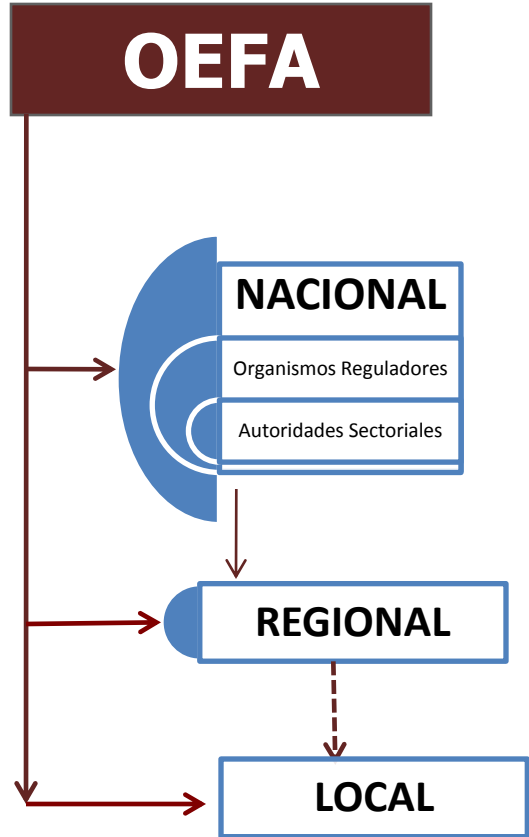 OEFA
NACIONAL
Organismos Reguladores
Autoridades Sectoriales
REGIONAL
LOCAL